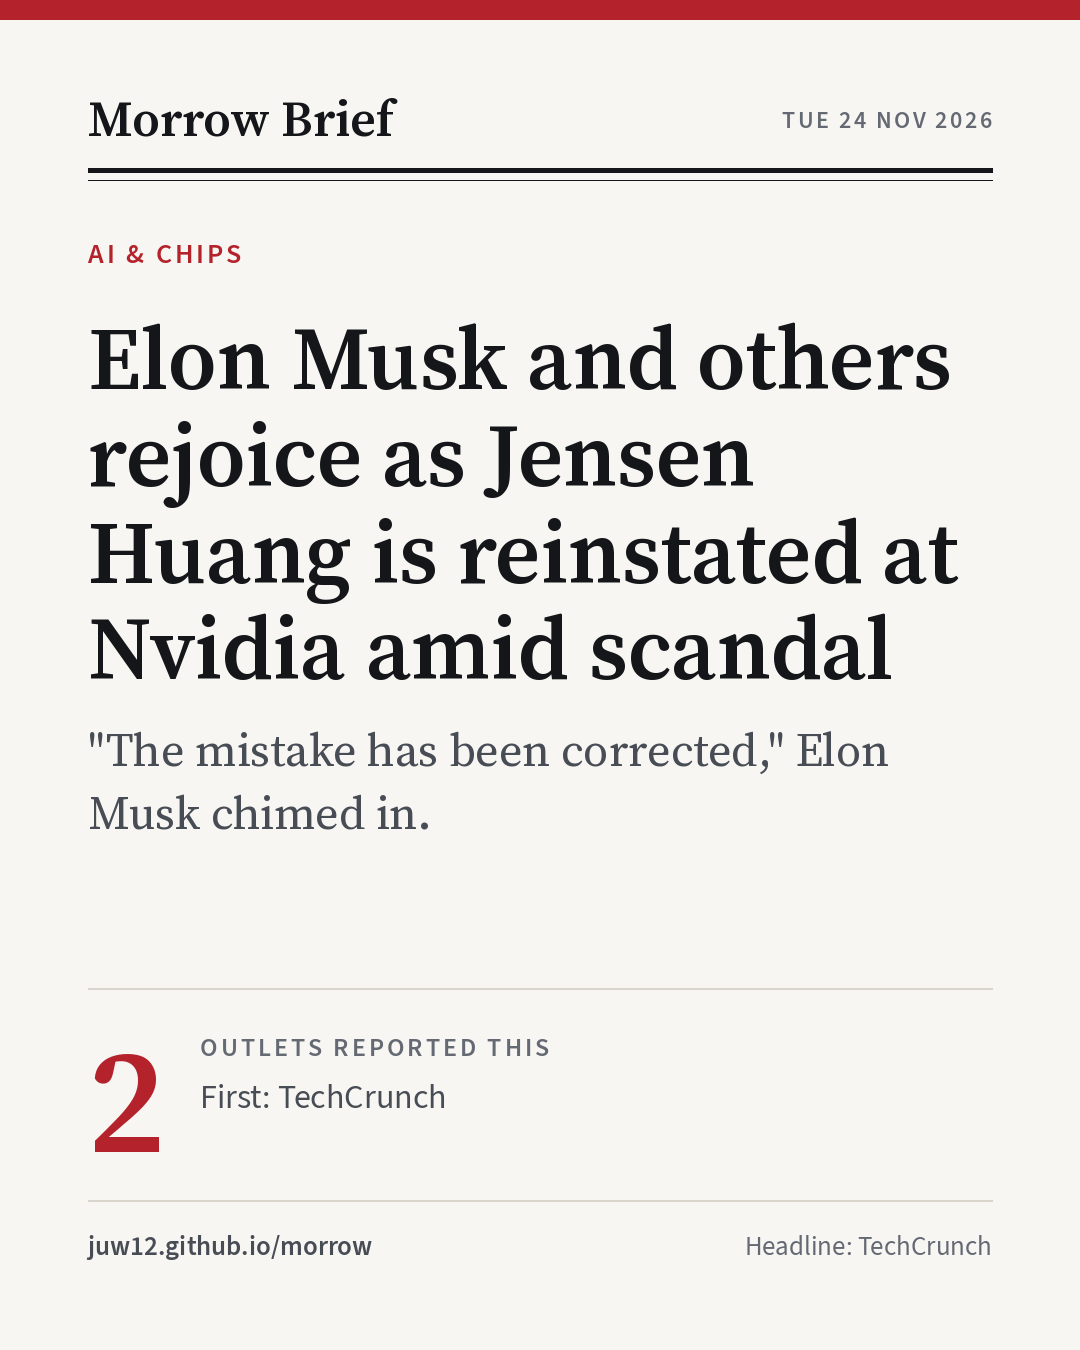 Morrow Brief
TUE 24 NOV 2026
AI & CHIPS
Elon Musk and others
rejoice as Jensen
Huang is reinstated at
Nvidia amid scandal
"The mistake has been corrected," Elon
Musk chimed in.
2
OUTLETS REPORTED THIS
First: TechCrunch
juw12.github.io/morrow
Headline: TechCrunch